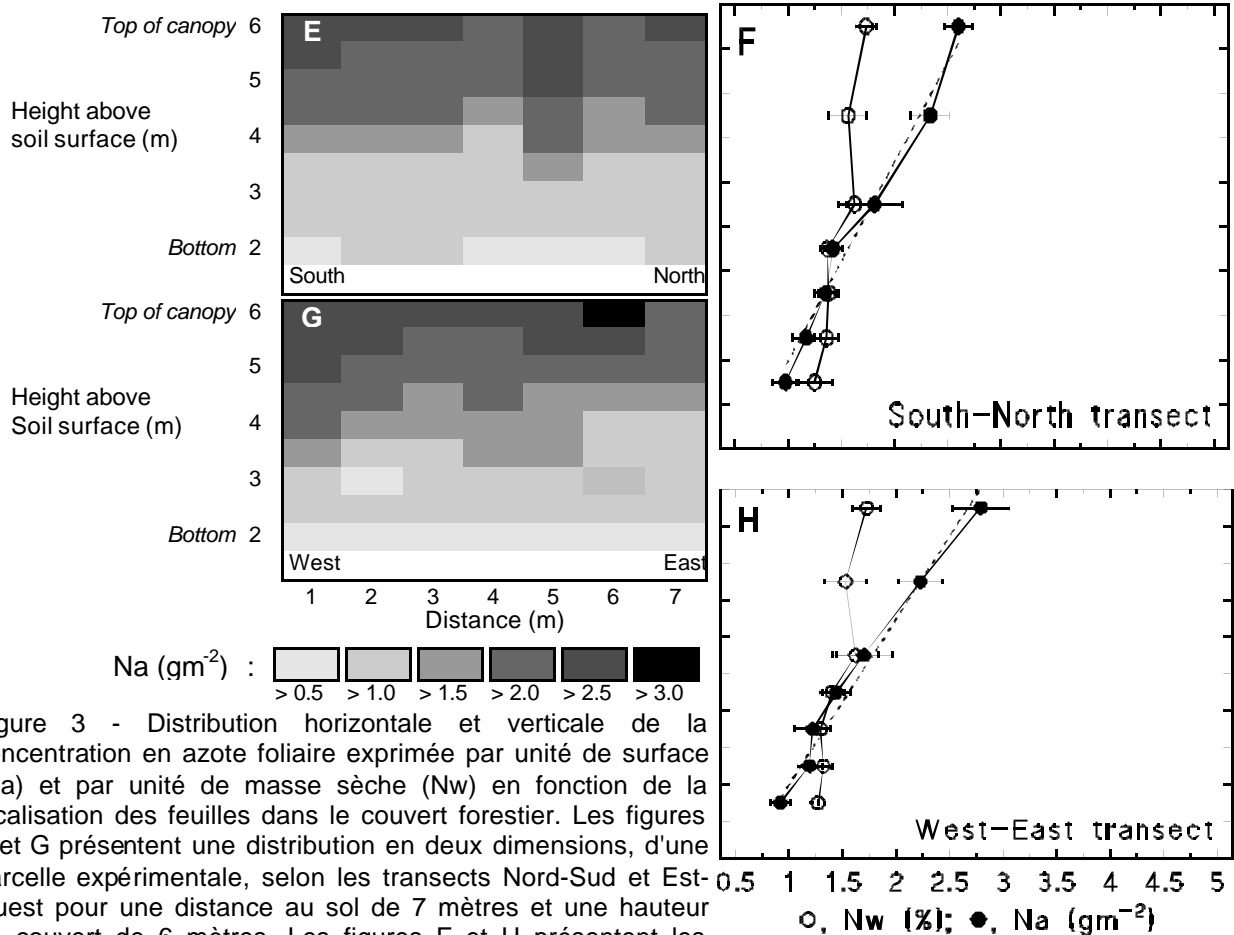 Top of canopy 6
E
5
Height above
soil surface (m)
4
3
Bottom 2
South North
Top of canopy 6
G
5
Height above
Soil surface (m)
4
3
Bottom 2
West East
1 2 3 4 5 6 7
Distance (m)
Na (gm-2) :
> 0.5 > 1.0 > 1.5 > 2.0 > 2.5 > 3.0
F
South-North transect
H
West-East transect
0.5 1 1.5 2 2.5 3 3.5 4 4.5 5
o, Nw (%); ●, Na (gm-2)
igure 3 - Distribution horizontale et verticale de la
oncentration en azote foliaire exprimée par unité de surface
a) et par unité de masse sèche (Nw) en fonction de la
calisation des feuilles dans le couvert forestier. Les figures
et G présentent une distribution en deux dimensions, d'une
arcelle expérimentale, selon les transects Nord-Sud et Est-
uest pour une distance au sol de 7 mètres et une hauteur
couvert de 6 mètres. Les figures F et H présentent les